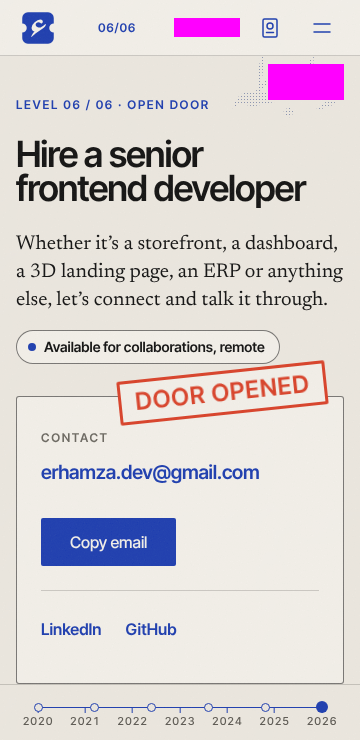 06/06
LEVEL 06 / 06 · OPEN DOOR
Hire a senior
frontend developer
Whether it’s a storefront, a dashboard,
a 3D landing page, an ERP or anything
else, let’s connect and talk it through.
Available for collaborations, remote
DOOR OPENED
CONTACT
erhamza.dev@gmail.com
Copy email
LinkedIn GitHub
2020 2021 2022 2023 2024 2025 2026